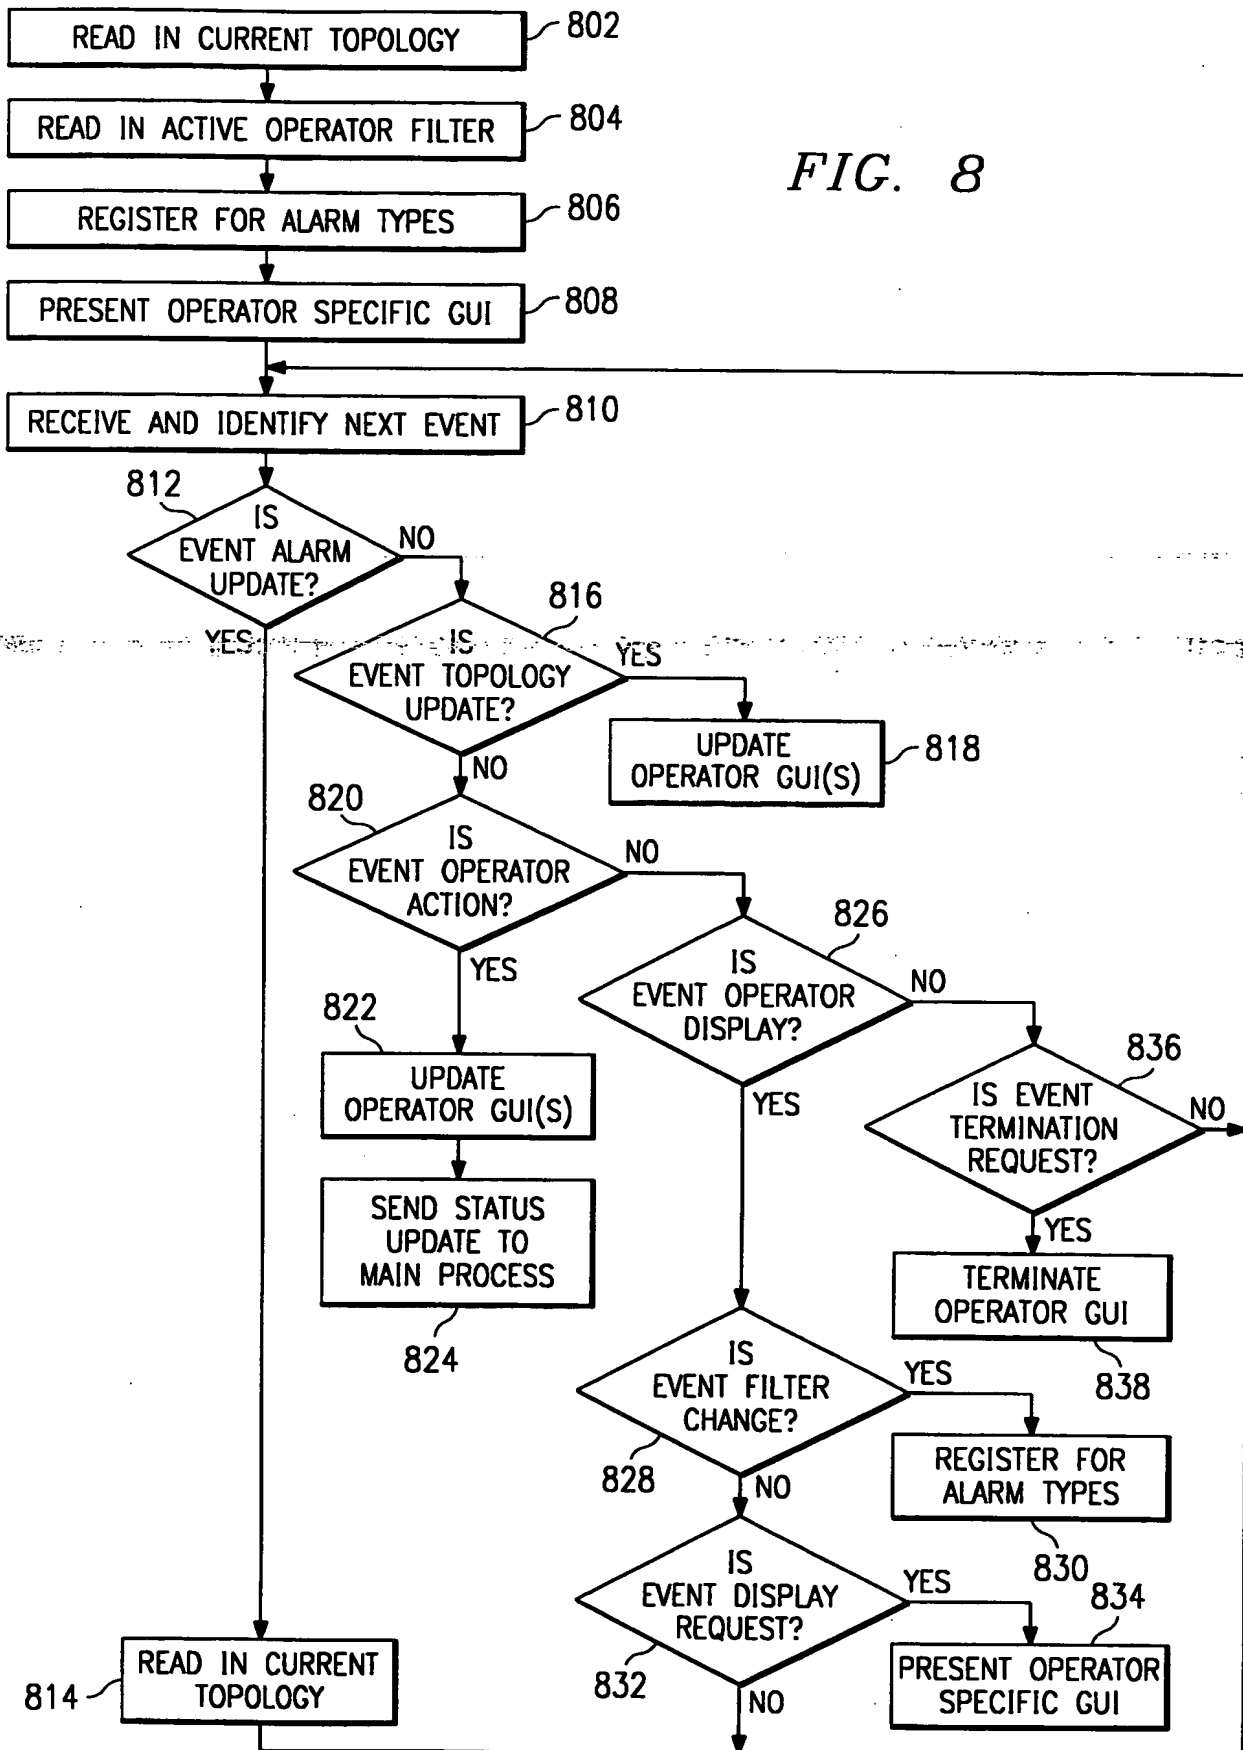 READ IN CURRENT TOPOLOGY
802
READ IN ACTIVE OPERATOR FILTER
804
FIG. 8
REGISTER FOR ALARM TYPES
806
PRESENT OPERATOR SPECIFIC GUI
808
RECEIVE AND IDENTIFY NEXT EVENT
810
812
IS
EVENT ALARM
UPDATE?
NO
YES
816
IS
EVENT TOPOLOGY
UPDATE?
YES
NO
UPDATE
OPERATOR GUI(S)
818
820
IS
EVENT OPERATOR
ACTION?
NO
YES
826
IS
EVENT OPERATOR
DISPLAY?
NO
YES
822
UPDATE
OPERATOR GUI(S)
SEND STATUS
UPDATE TO
MAIN PROCESS
824
836
IS EVENT
TERMINATION
REQUEST?
NO
YES
TERMINATE
OPERATOR GUI
838
IS
EVENT FILTER
CHANGE?
YES
828
NO
REGISTER FOR
ALARM TYPES
830
IS
EVENT DISPLAY
REQUEST?
YES
832
NO
834
PRESENT OPERATOR
SPECIFIC GUI
READ IN CURRENT
TOPOLOGY
814